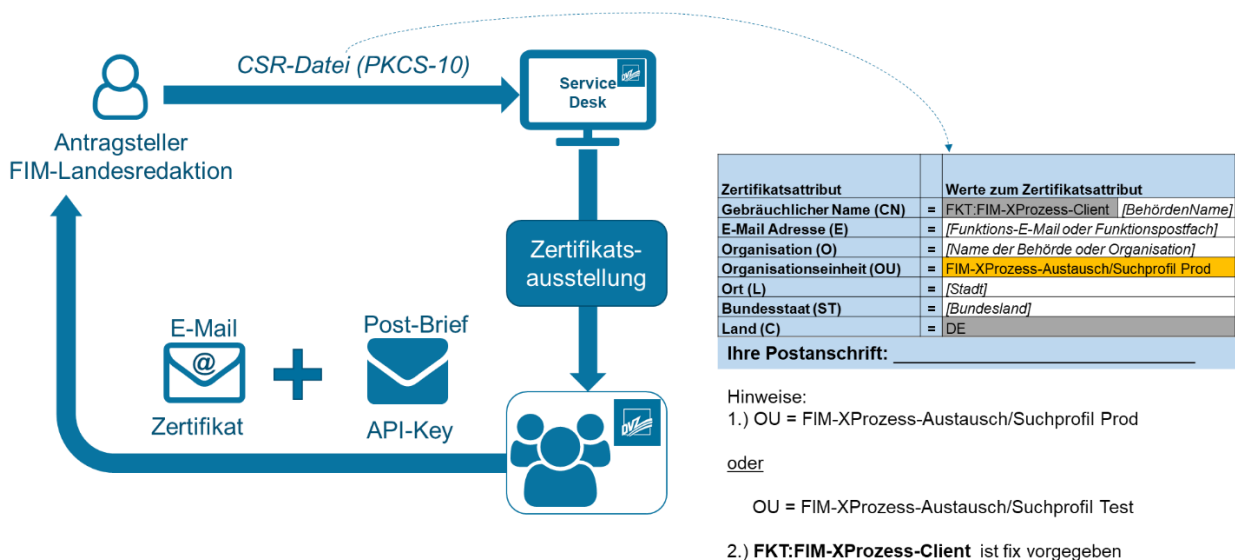 CSR-Datei (PKCS-10)
Service
Desk
DVZ
Antragsteller
FIM-Landesredaktion
Zertifikats-
ausstellung
E-Mail
@
Zertifikat
Post-Brief
API-Key
DVZ
Zertifikatsattribut Werte zum Zertifikatsattribut
Gebräuchlicher Name (CN) = FKT:FIM-XProzess-Client [BehördenName]
E-Mail Adresse (E) = [Funktions-E-Mail oder Funktionspostfach]
Organisation (O) = [Name der Behörde oder Organisation]
Organisationseinheit (OU) = FIM-XProzess-Austausch/Suchprofil Prod
Ort (L) = [Stadt]
Bundesstaat (ST) = [Bundesland]
Land (C) = DE
Ihre Postanschrift: ____________________________
Hinweise:
1.) OU = FIM-XProzess-Austausch/Suchprofil Prod
oder
OU = FIM-XProzess-Austausch/Suchprofil Test
2.) FKT:FIM-XProzess-Client ist fix vorgegeben